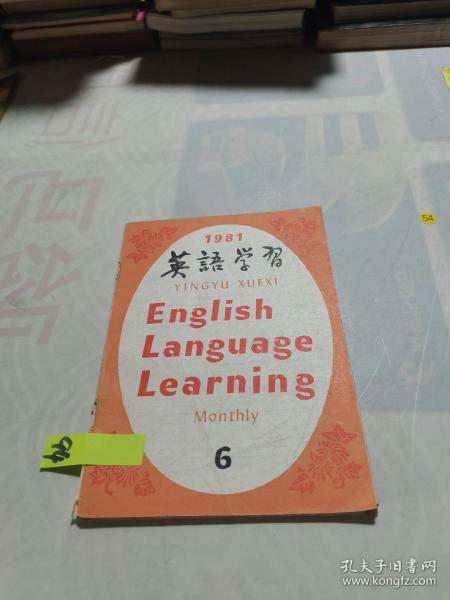 1981
英語学習
YINGYU XUEXI
English
Language
Learning
Monthly
6
54
孔夫子旧书网
www.kongfz.com